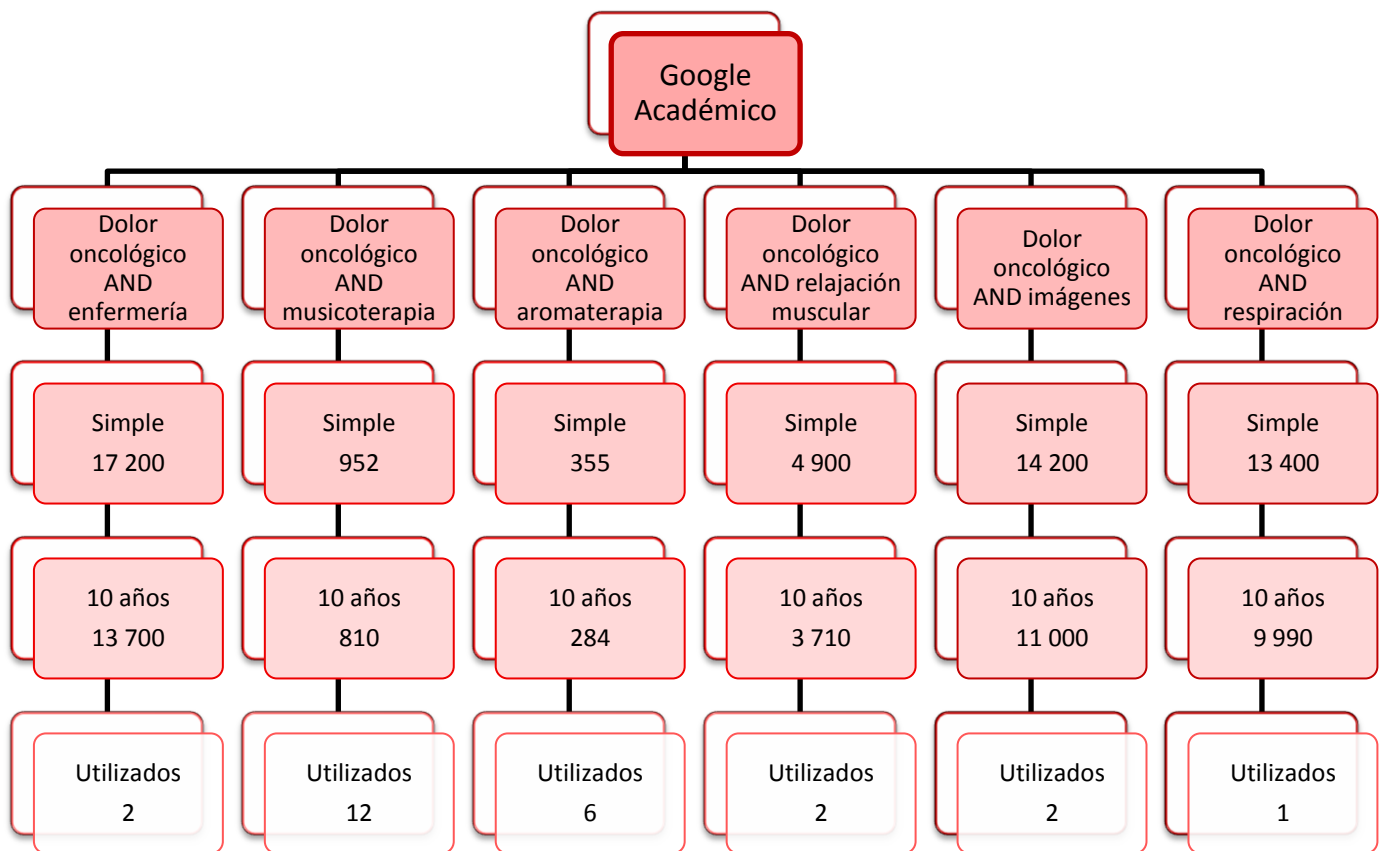 Google
Académico
Dolor
oncológico
AND
enfermería
Dolor
oncológico
AND
musicoterapia
Dolor
oncológico
AND
aromaterapia
Dolor
oncológico
AND relajación
muscular
Dolor
oncológico
AND imágenes
Dolor
oncológico
AND
respiración
Simple
17 200
Simple
952
Simple
355
Simple
4 900
Simple
14 200
Simple
13 400
10 años
13 700
10 años
810
10 años
284
10 años
3 710
10 años
11 000
10 años
9 990
Utilizados
2
Utilizados
12
Utilizados
6
Utilizados
2
Utilizados
2
Utilizados
1